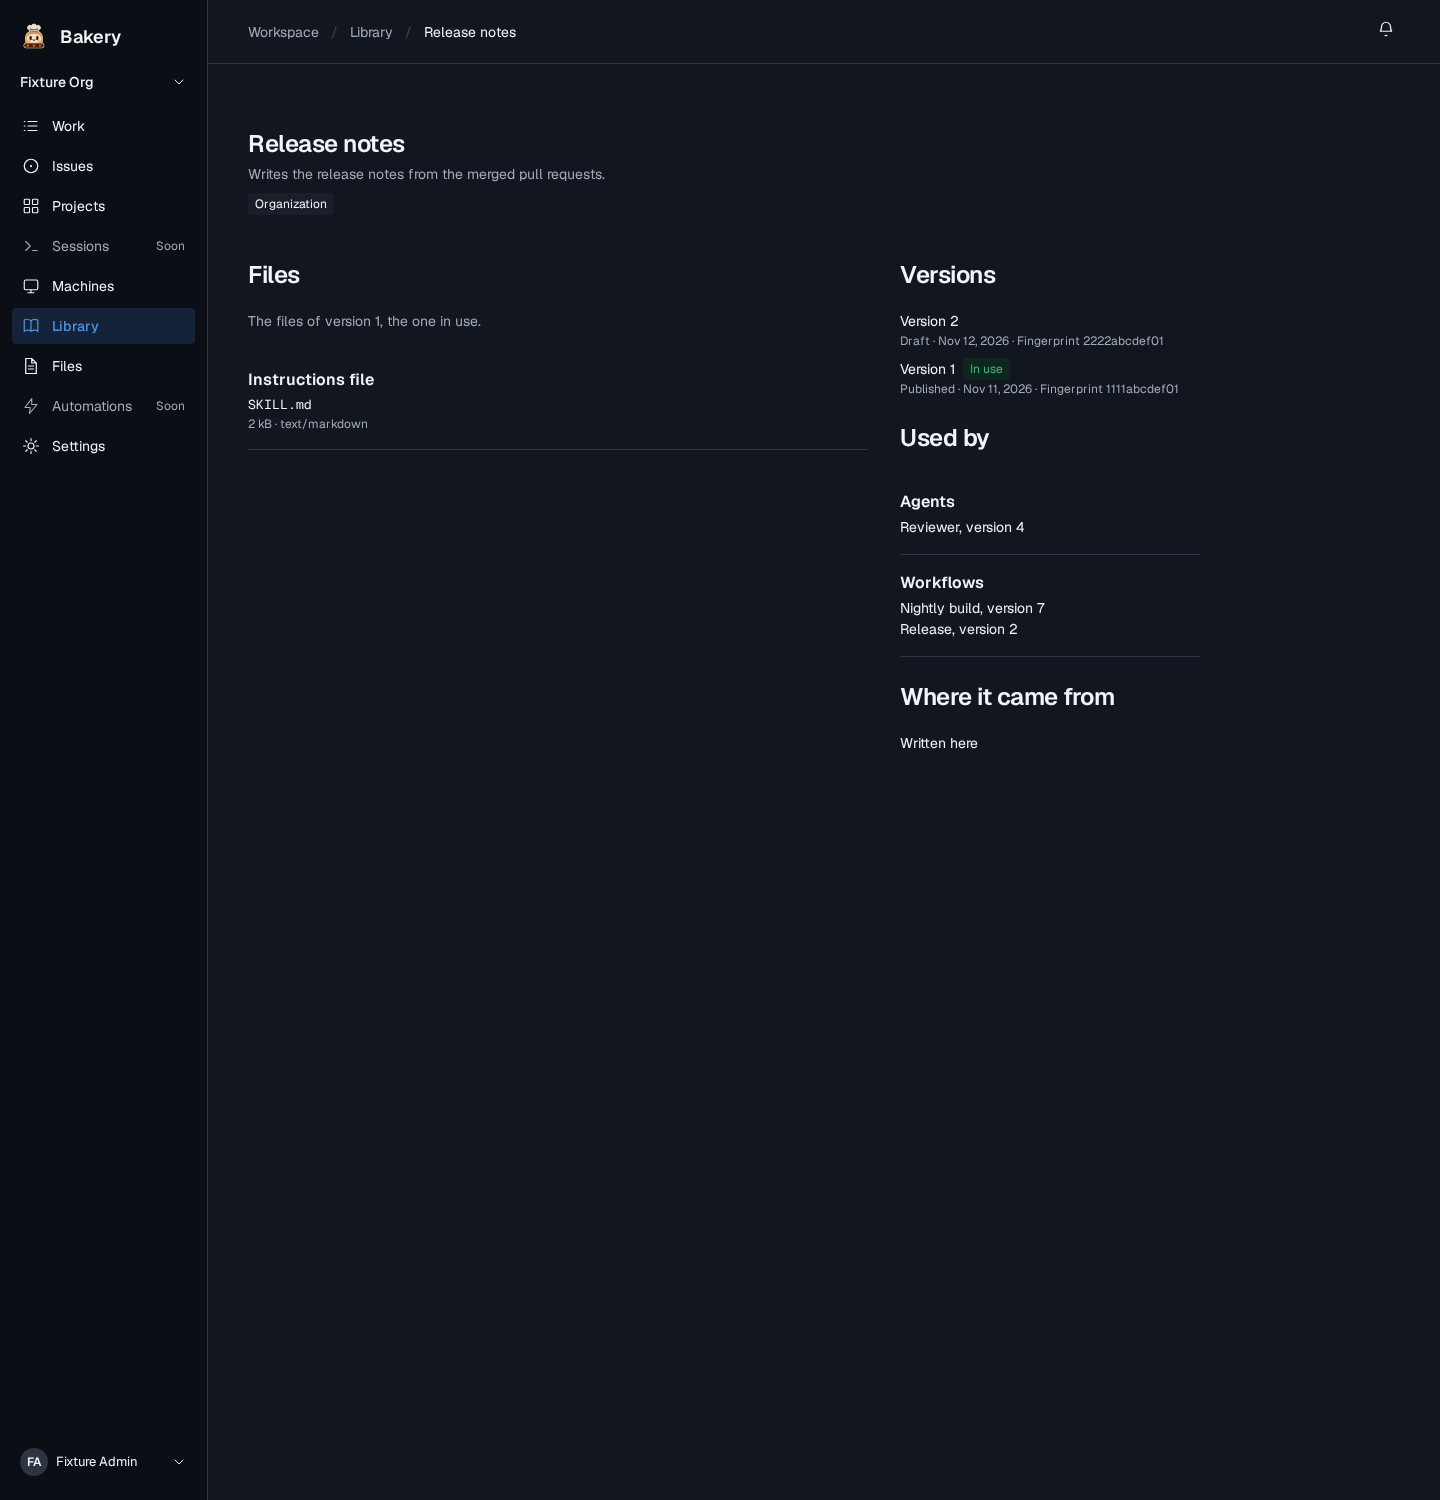 Bakery
Fixture Org
Work
Issues
Projects
Sessions Soon
Machines
Library
Files
Automations Soon
Settings
FA Fixture Admin
Workspace / Library / Release notes
Release notes
Writes the release notes from the merged pull requests.
Organization
Files
The files of version 1, the one in use.
Instructions file
SKILL.md
2 kB · text/markdown
Versions
Version 2
Draft · Nov 12, 2026 · Fingerprint 2222abcdef01
Version 1 In use
Published · Nov 11, 2026 · Fingerprint 1111abcdef01
Used by
Agents
Reviewer, version 4
Workflows
Nightly build, version 7
Release, version 2
Where it came from
Written here